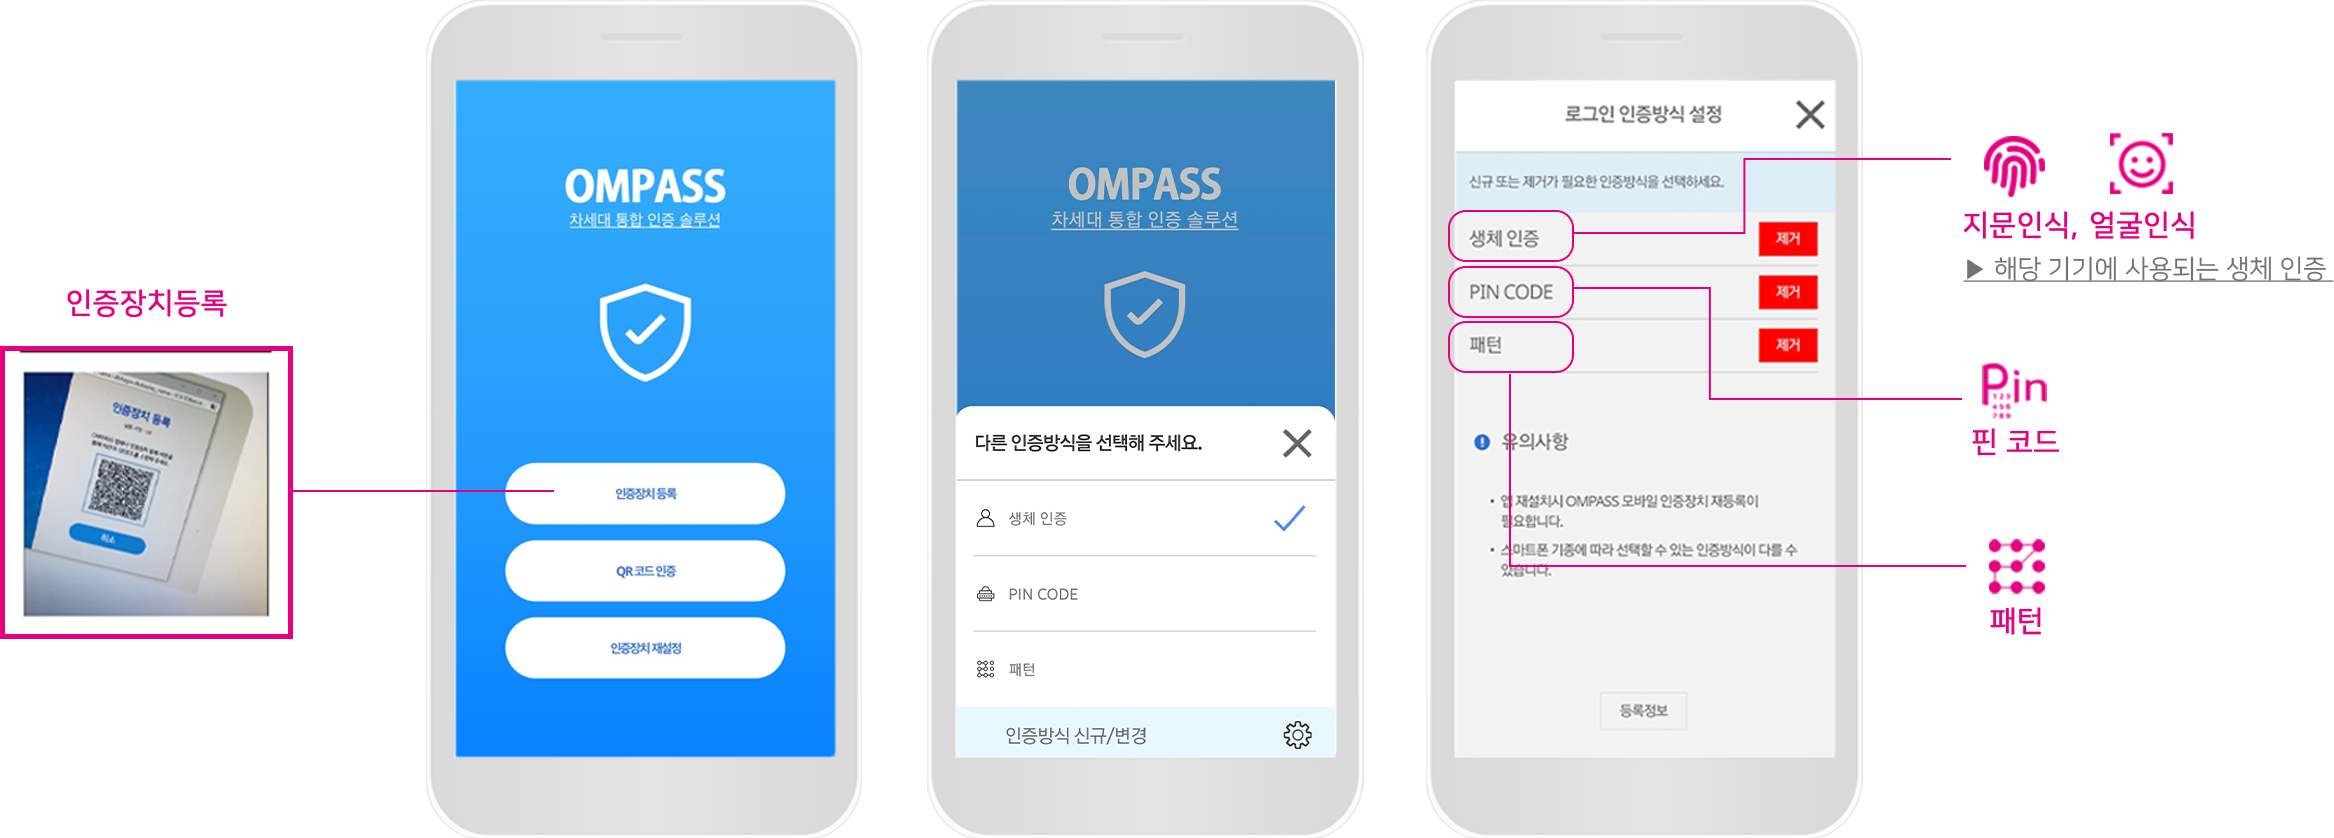 인증장치등록
인증장치 등록
취소
OMPASS
차세대 통합 인증 솔루션
인증장치 등록
QR 코드 인증
인증장치 재설정
OMPASS
차세대 통합 인증 솔루션
다른 인증방식을 선택해 주세요.
생체 인증
PIN CODE
패턴
인증방식 신규/변경
로그인 인증방식 설정
신규 또는 제거가 필요한 인증방식을 선택하세요.
생체 인증 제거
PIN CODE 제거
패턴 제거
유의사항
• 앱 재설치시 OMPASS 모바일 인증장치 재등록이
필요합니다.
• 스마트폰 기종에 따라 선택할 수 있는 인증방식이 다를 수
있습니다.
등록정보
지문인식, 얼굴인식
▶ 해당 기기에 사용되는 생체 인증
Pin
123
456
789
핀 코드
패턴